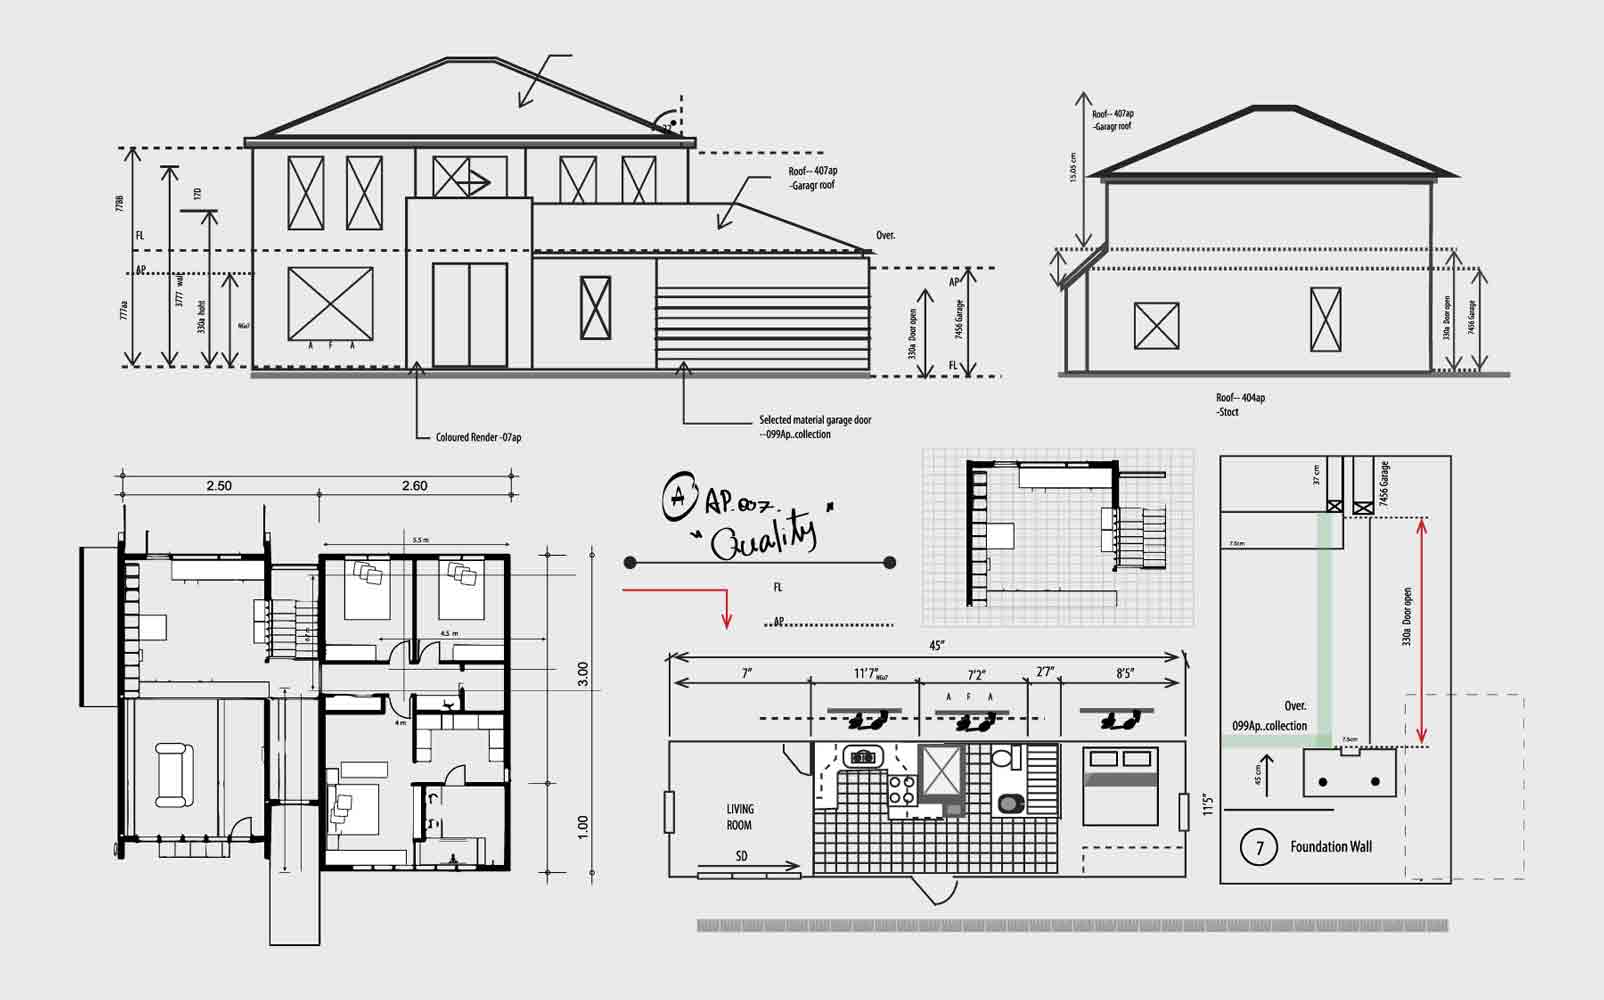 Roof-- 407ap
-Garagr roof
Roof-- 407ap
-Garagr roof
15.05 cm
7788
17D
FL
Over.
AP
AP
777aa
3777 wall
330a hoht
NGo7
A F A
330a Door open
7456 Garage
FL
330a Door open
7456 Garage
Roof-- 404ap
-Stoct
Selected material garage door
--099Ap..collection
Coloured Render -07ap
2.50
2.60
5.5 m
4.5 m
4 m
3.00
1.00
A
AP.007.
"Quality"
FL
AP
45"
7"
11'7"
NGo7
7'2"
2'7"
8'5"
A F A
LIVING
ROOM
SD
11'5"
37 cm
7456 Garage
7.5cm
330a Door open
Over.
099Ap..collection
7.5cm
45 cm
7
Foundation Wall